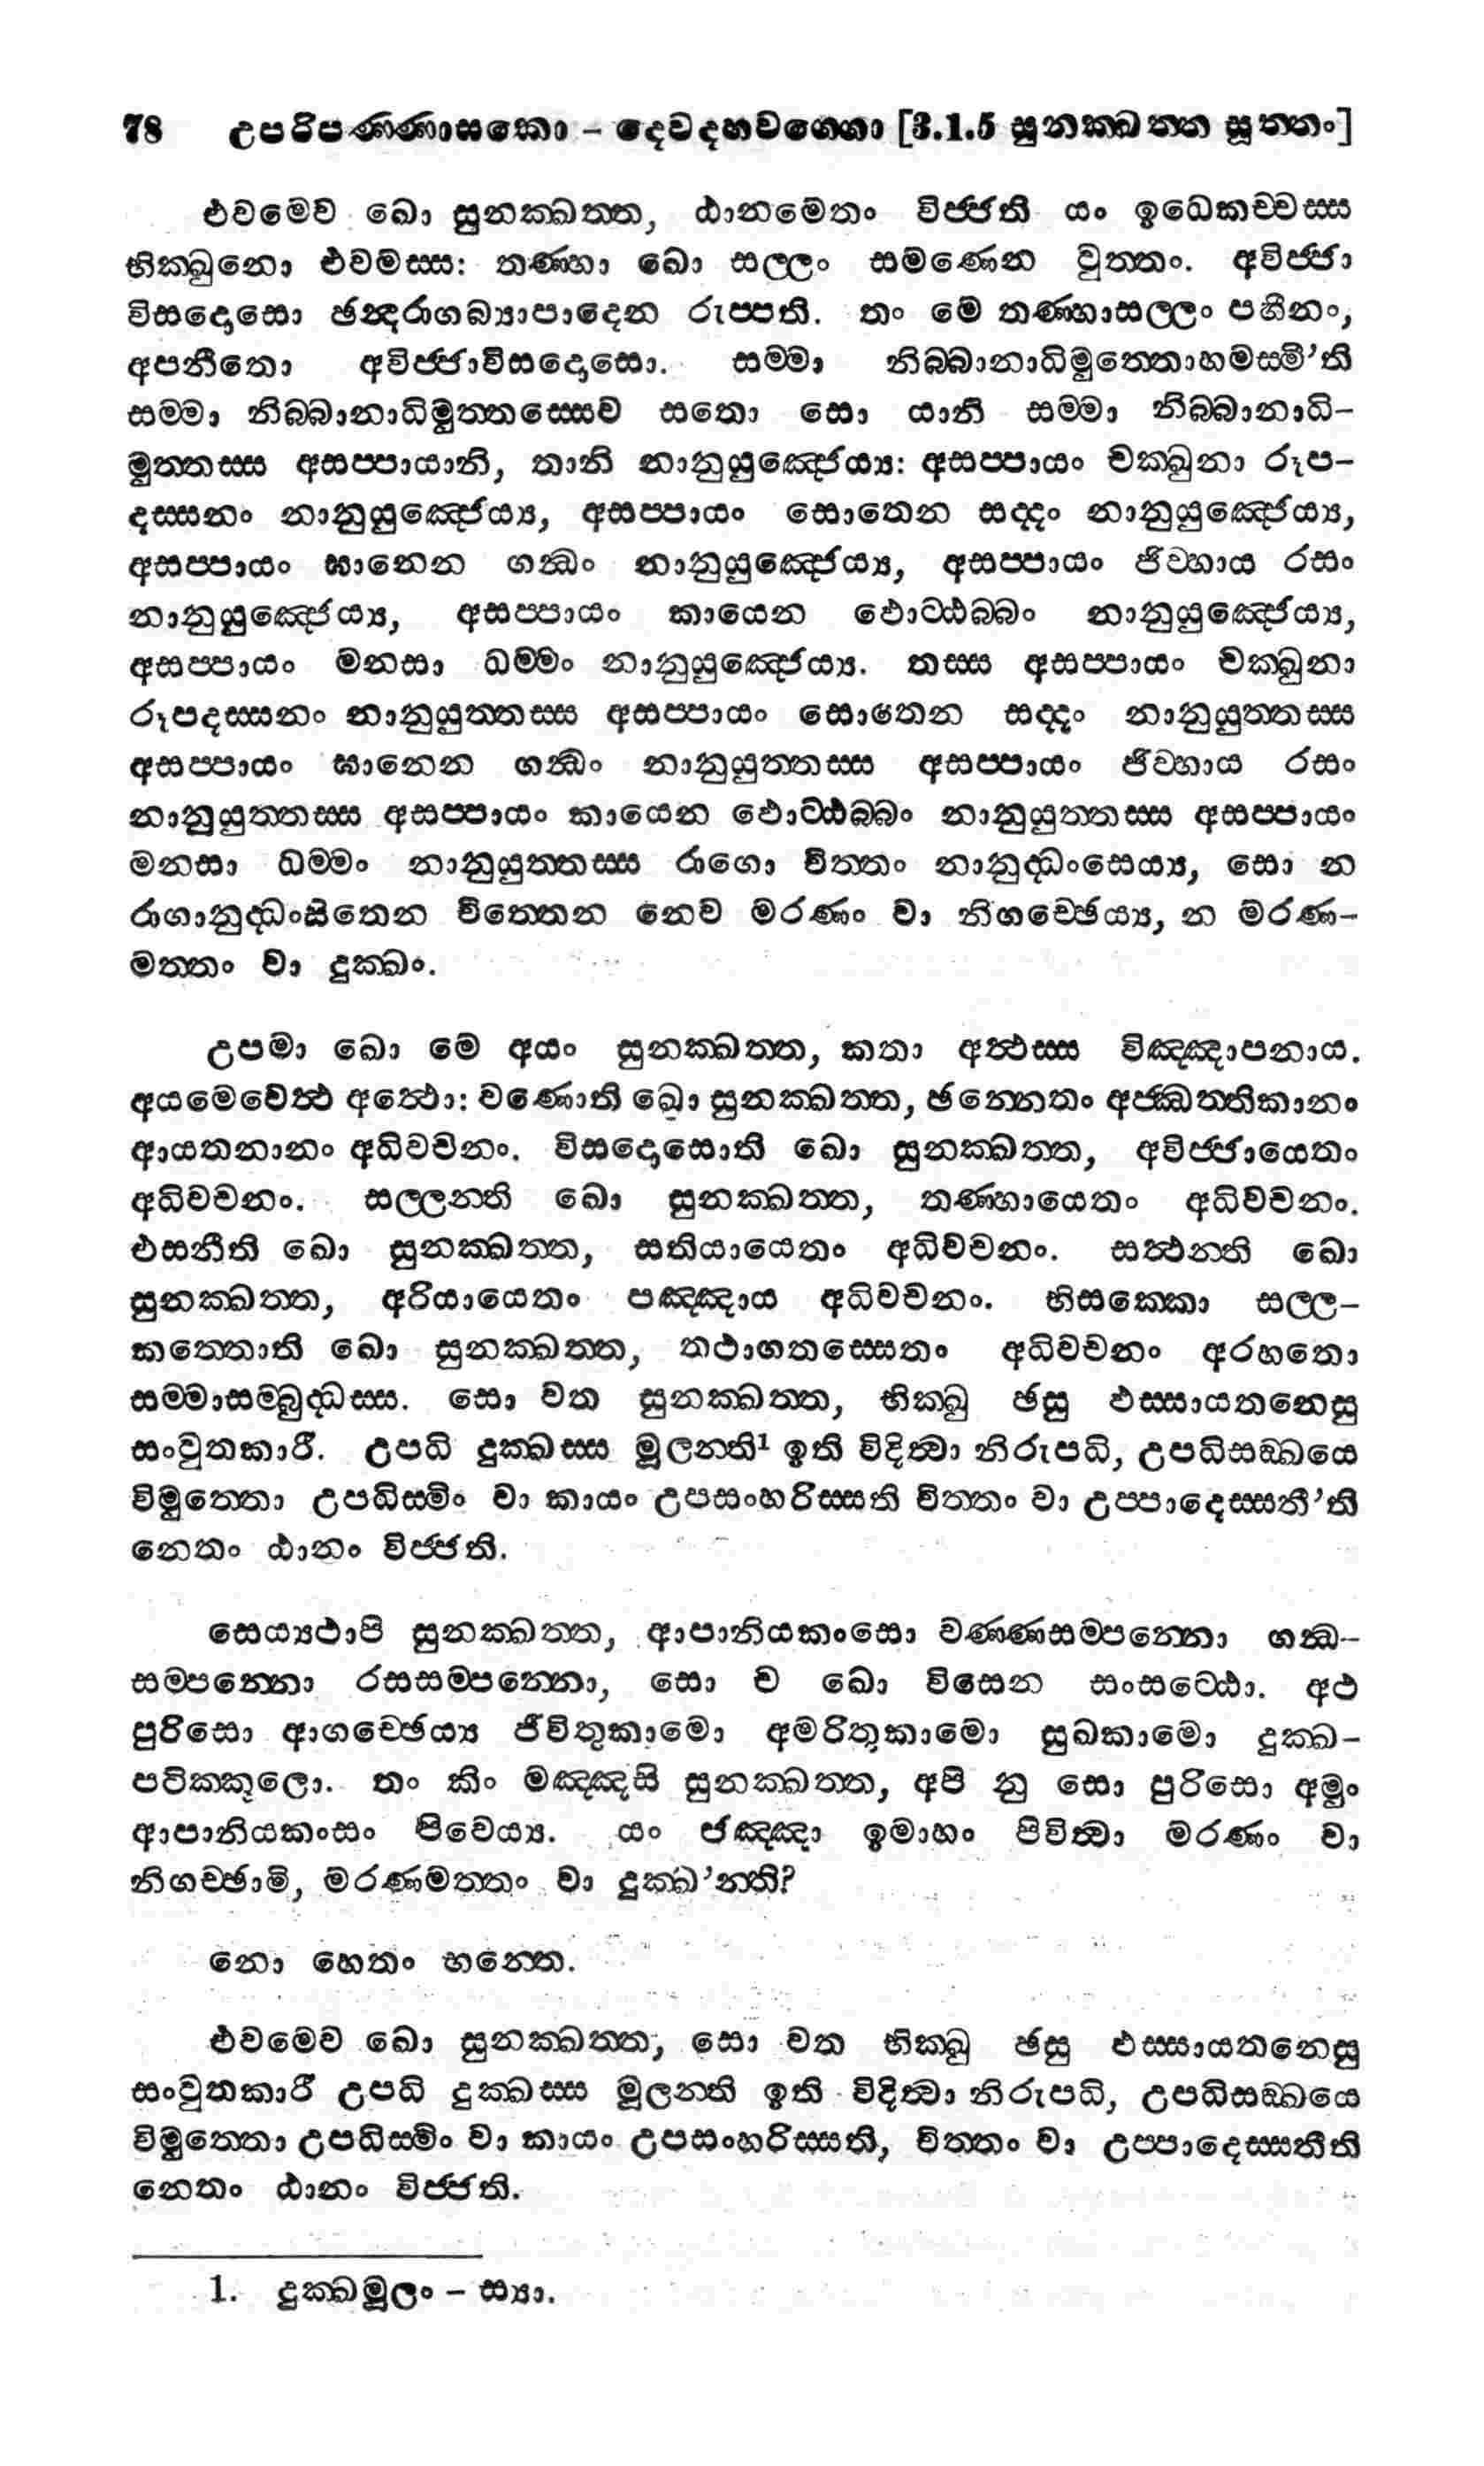 78 උපරිපණ්ණාසකො – දෙවදහවග්ගො [3.1.5 සුනක්ඛත්ත සුත්තං]
එවමෙව ඛො සුනක්ඛත්ත, ඨානමෙතං විජ්ජති යං ඉධෙකච්චස්ස
භික්ඛුනො එවමස්ස: තණ්හා ඛො සල්ලං සමණෙන වුත්තං. අවිජ්ජා
විසදොසො ඡන්දරාගබ්‍යාපාදෙන රුප්පති. තං මෙ තණ්හාසල්ලං පහීනං,
අපනීතො අවිජ්ජාවිසදොසො. සම්මා නිබ්බානාධිමුත්තොහමස්මි’ති
සම්මා නිබ්බානාධිමුත්තස්සෙව සතො සො යානි සම්මා නිබ්බානාධි–
මුත්තස්ස අසප්පායානි, තානි නානුයුඤ්ජෙය්‍ය: අසප්පායං චක්ඛුනා රූප–
දස්සනං නානුයුඤ්ජෙය්‍ය, අසප්පායං සොතෙන සද්දං නානුයුඤ්ජෙය්‍ය,
අසප්පායං ඝානෙන ගන්ධං නානුයුඤ්ජෙය්‍ය, අසප්පායං ජිව්හාය රසං
නානුයුඤ්ජෙය්‍ය, අසප්පායං කායෙන ඵොට්ඨබ්බං නානුයුඤ්ජෙය්‍ය,
අසප්පායං මනසා ධම්මං නානුයුඤ්ජෙය්‍ය. තස්ස අසප්පායං චක්ඛුනා
රූපදස්සනං නානුයුත්තස්ස අසප්පායං සොතෙන සද්දං නානුයුත්තස්ස
අසප්පායං ඝානෙන ගන්ධං නානුයුත්තස්ස අසප්පායං ජිව්හාය රසං
නානුයුත්තස්ස අසප්පායං කායෙන ඵොට්ඨබ්බං නානුයුත්තස්ස අසප්පායං
මනසා ධම්මං නානුයුත්තස්ස රාගො චිත්තං නානුද්ධංසෙය්‍ය, සො න
රාගානුද්ධංසිතෙන චිත්තෙන නෙව මරණං වා නිගච්ඡෙය්‍ය, න මරණ–
මත්තං වා දුක්ඛං.
උපමා ඛො මෙ අයං සුනක්ඛත්ත, කතා අත්‍ථස්ස විඤ්ඤාපනාය.
අයමෙවෙත්‍ථ අත්‍ථො: වණොති ඛො සුනක්ඛත්ත, ඡන්නෙතං අජ්ඣත්තිකානං
ආයතනානං අධිවචනං. විසදොසොති ඛො සුනක්ඛත්ත, අවිජ්ජායෙතං
අධිවචනං. සල්ලන්ති ඛො සුනක්ඛත්ත, තණ්හායෙතං අධිවචනං.
එසනීති ඛො සුනක්ඛත්ත, සතියායෙතං අධිවචනං. සත්‍ථන්ති ඛො
සුනක්ඛත්ත, අරියායෙතං පඤ්ඤාය අධිවචනං. භිසක්කො සල්ල–
කත්තොති ඛො සුනක්ඛත්ත, තථාගතස්සෙතං අධිවචනං අරහතො
සම්මාසම්බුද්ධස්ස. සො වත සුනක්ඛත්ත, භික්ඛු ඡසු ඵස්සායතනෙසු
සංවුතකාරී. උපධි දුක්ඛස්ස මූලන්ති¹ ඉති විදිත්‍වා නිරුපධි, උපධිසඞ්ඛයෙ
විමුත්තො උපධිස්මිං වා කායං උපසංහරිස්සති චිත්තං වා උප්පාදෙස්සතී’ති
නෙතං ඨානං විජ්ජති.
සෙය්‍යථාපි සුනක්ඛත්ත, ආපානියකංසො වණ්ණසම්පන්නො ගන්ධ–
සම්පන්නො රසසම්පන්නො, සො ච ඛො විසෙන සංසට්ඨො. අථ
පුරිසො ආගච්ඡෙය්‍ය ජීවිතුකාමො අමරිතුකාමො සුඛකාමො දුක්ඛ–
පටික්කූලො. තං කිං මඤ්ඤසි සුනක්ඛත්ත, අපි නු සො පුරිසො අමුං
ආපානියකංසං පිවෙය්‍ය. යං ජඤ්ඤා ඉමාහං පිවිත්‍වා මරණං වා
නිගච්ඡාමි, මරණමත්තං වා දුක්ඛ’න්ති?
නො හෙතං භන්තෙ.
එවමෙව ඛො සුනක්ඛත්ත, සො වත භික්ඛු ඡසු ඵස්සායතනෙසු
සංවුතකාරී උපධි දුක්ඛස්ස මූලන්ති ඉති විදිත්‍වා නිරුපධි, උපධිසඞ්ඛයෙ
විමුත්තො උපධිස්මිං වා කායං උපසංහරිස්සති, චිත්තං වා උප්පාදෙස්සතීති
නෙතං ඨානං විජ්ජති.
1. දුක්ඛමූලං – ස්‍යා.